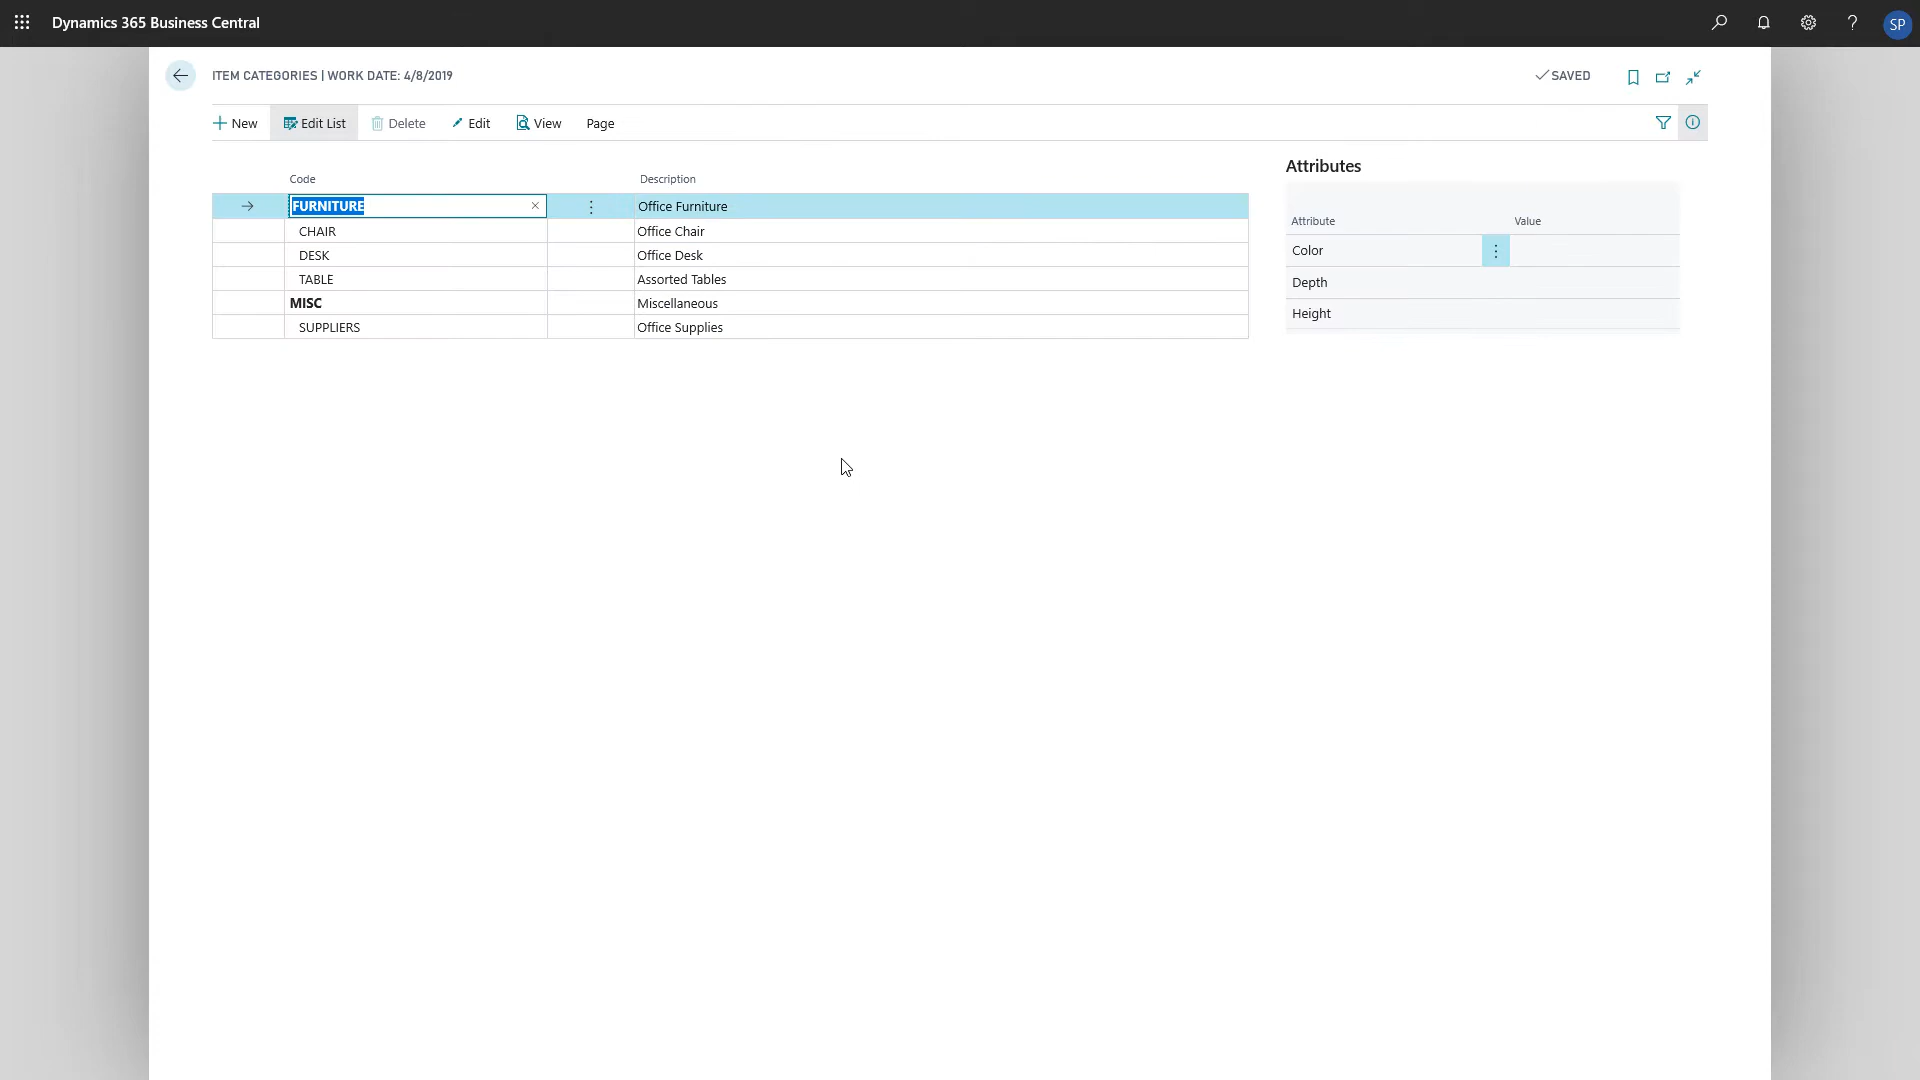 Dynamics 365 Business Central
SP
ITEM CATEGORIES | WORK DATE: 4/8/2019
SAVED
New Edit List Delete Edit View Page
Code Description
FURNITURE Office Furniture
CHAIR Office Chair
DESK Office Desk
TABLE Assorted Tables
MISC Miscellaneous
SUPPLIERS Office Supplies
Attributes
Attribute Value
Color
Depth
Height